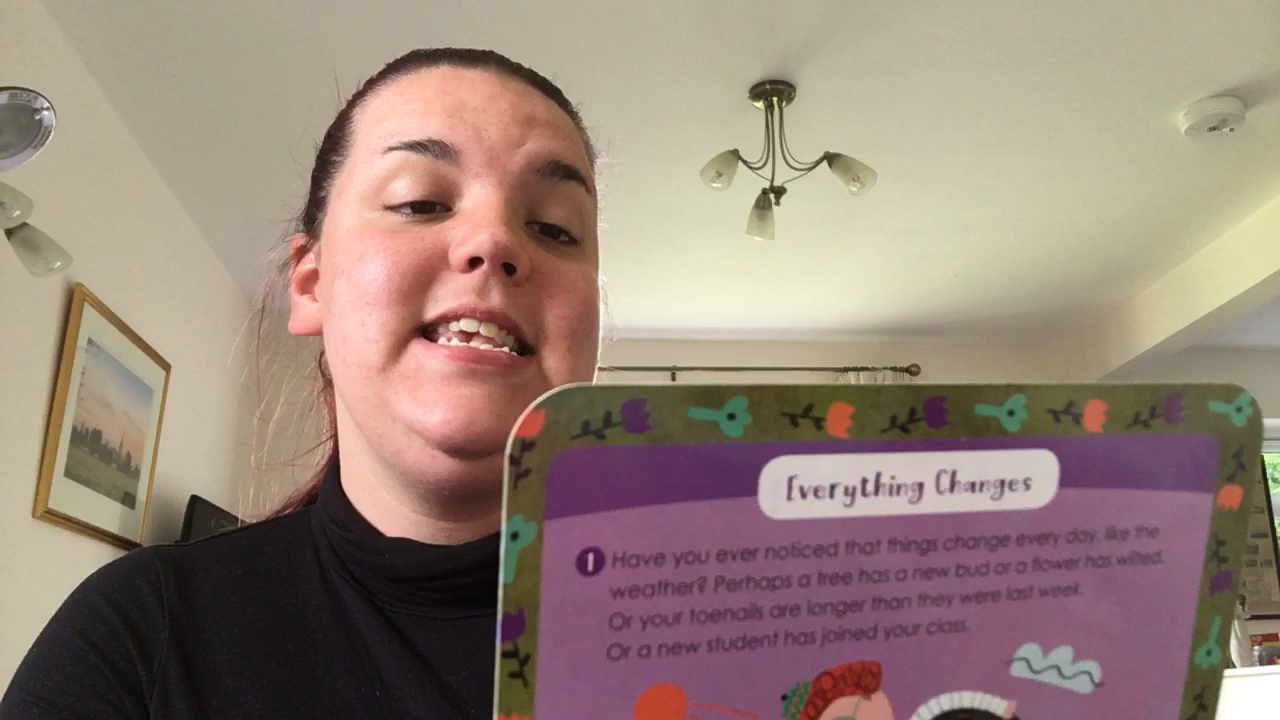 Everything Changes
1 Have you ever noticed that things change every day, like the
weather? Perhaps a tree has a new bud or a flower has wilted.
Or your toenails are longer than they were last week.
Or a new student has joined your class.